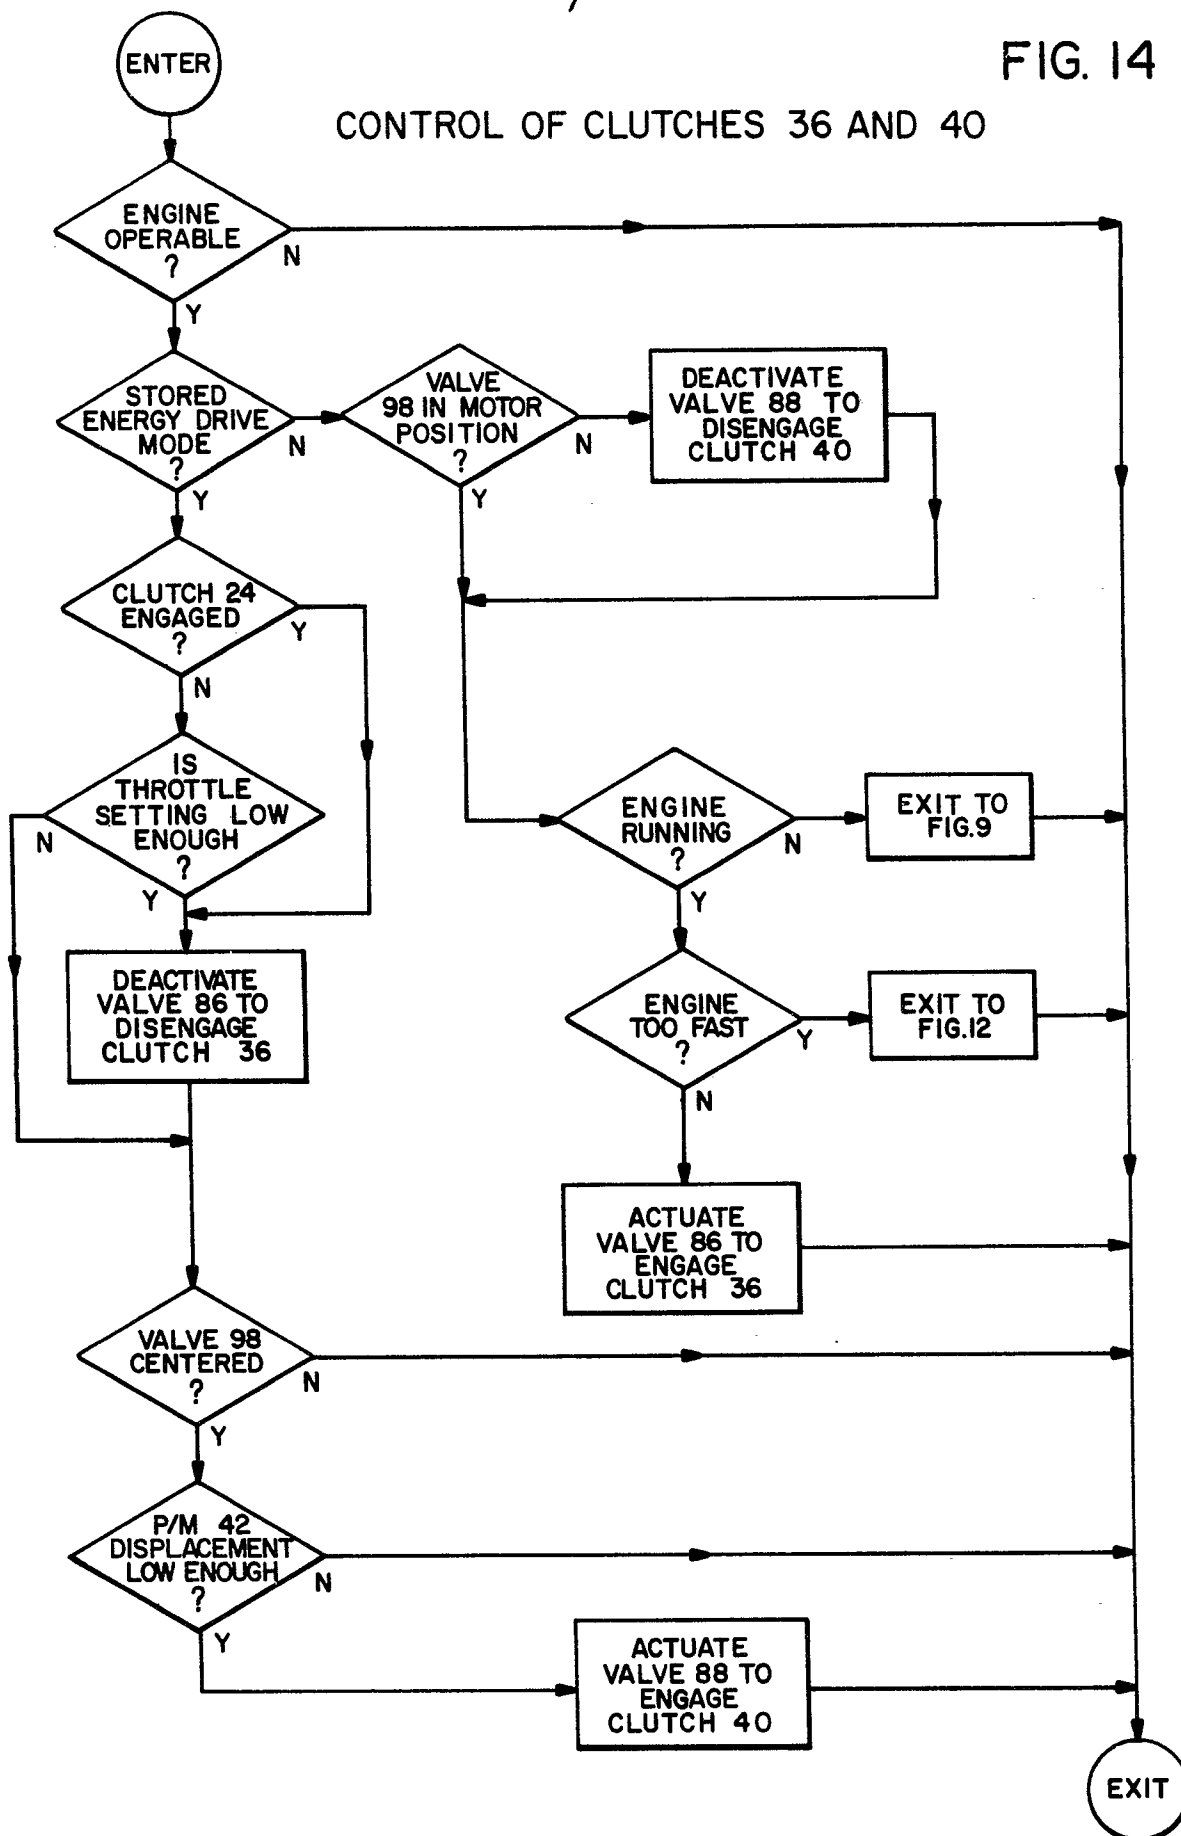 FIG. 14
ENTER
CONTROL OF CLUTCHES 36 AND 40
ENGINE
OPERABLE
?
N
Y
STORED
ENERGY DRIVE
MODE
?
N
Y
VALVE
98 IN MOTOR
POSITION
?
N
Y
DEACTIVATE
VALVE 88 TO
DISENGAGE
CLUTCH 40
CLUTCH 24
ENGAGED
?
Y
N
IS
THROTTLE
SETTING LOW
ENOUGH
?
N
Y
ENGINE
RUNNING
?
N
Y
EXIT TO
FIG.9
DEACTIVATE
VALVE 86 TO
DISENGAGE
CLUTCH 36
ENGINE
TOO FAST
?
Y
N
EXIT TO
FIG.12
ACTUATE
VALVE 86 TO
ENGAGE
CLUTCH 36
VALVE 98
CENTERED
?
N
Y
P/M 42
DISPLACEMENT
LOW ENOUGH
?
N
Y
ACTUATE
VALVE 88 TO
ENGAGE
CLUTCH 40
EXIT